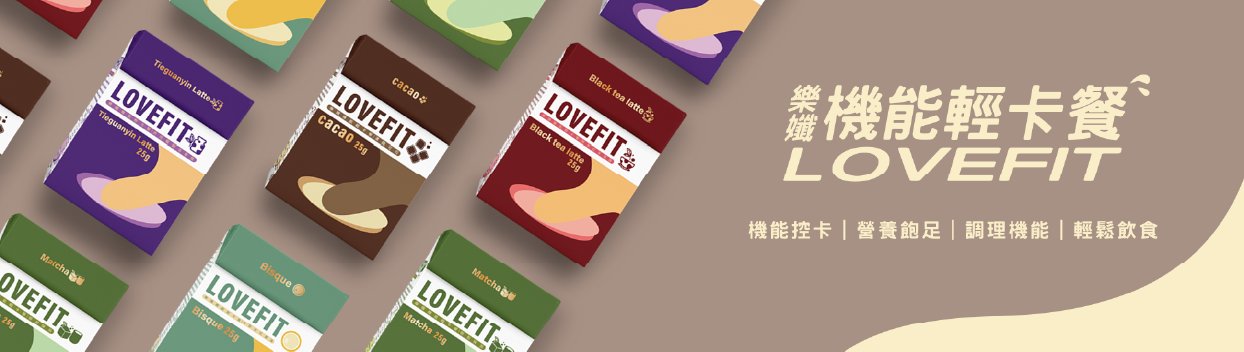 Tieguanyin Latte
LOVEFIT
Tieguanyin Latte
25g
cacao
LOVEFIT
cacao 25g
Black tea latte
LOVEFIT
Black tea latte
25g
Matcha
LOVEFIT
25g
Bisque
LOVEFIT
Bisque 25g
Matcha
LOVEFIT
Matcha 25g
樂孅
機能輕卡餐
LOVEFIT
機能控卡｜營養飽足｜調理機能｜輕鬆飲食